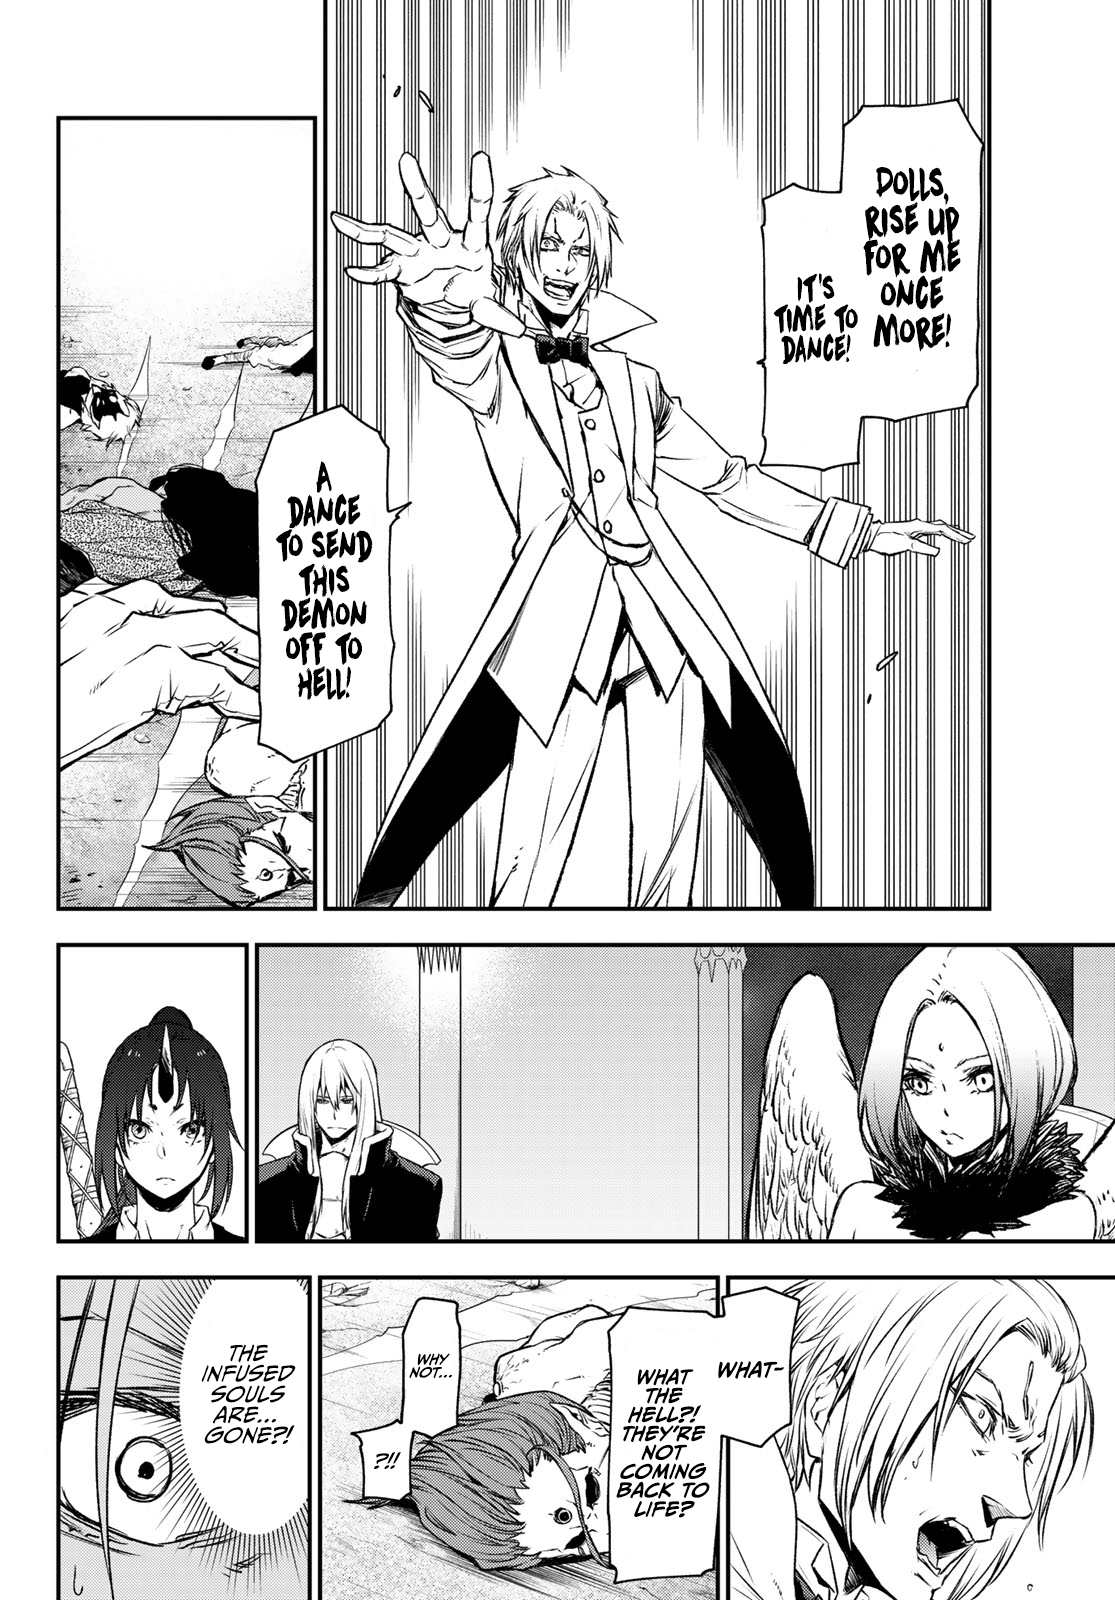 DOLLS,
RISE UP
FOR ME
ONCE
MORE!
IT'S
TIME TO
DANCE!
A
DANCE
TO SEND
THIS
DEMON
OFF TO
HELL!
WHAT-
WHAT
THE
HELL?!
THEY'RE
NOT
COMING
BACK TO
LIFE?
WHY
NOT...
?!!
THE
INFUSED
SOULS
ARE...
GONE?!